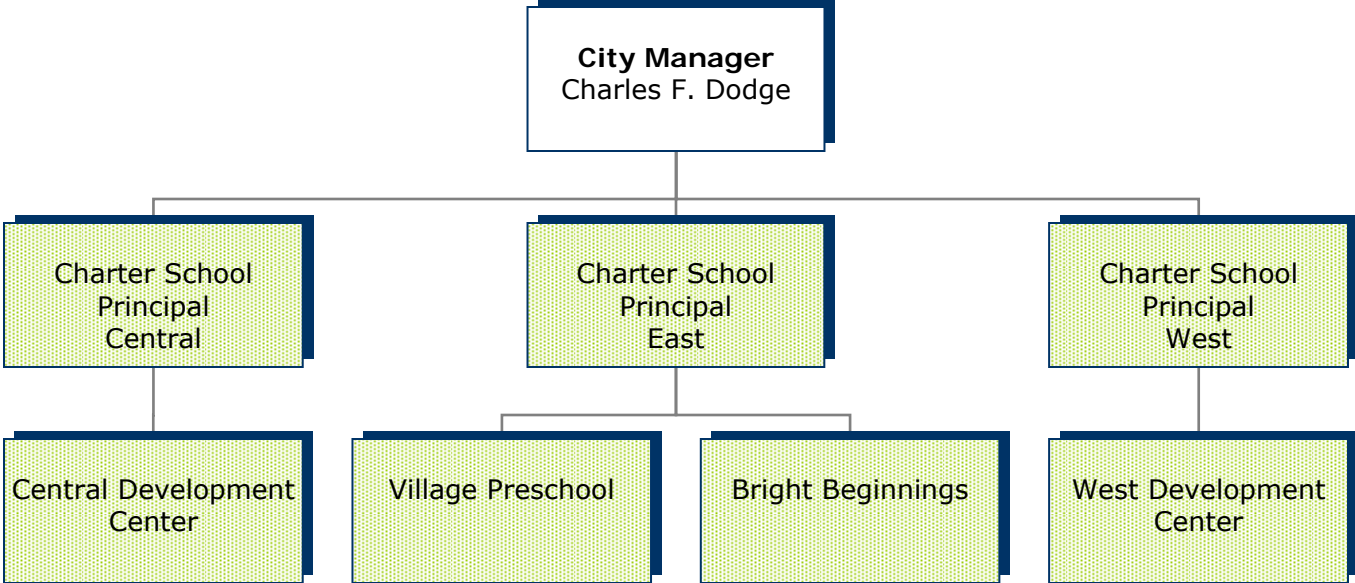 City Manager
Charles F. Dodge
Charter School
Principal
Central
Charter School
Principal
East
Charter School
Principal
West
Central Development
Center
Village Preschool
Bright Beginnings
West Development
Center